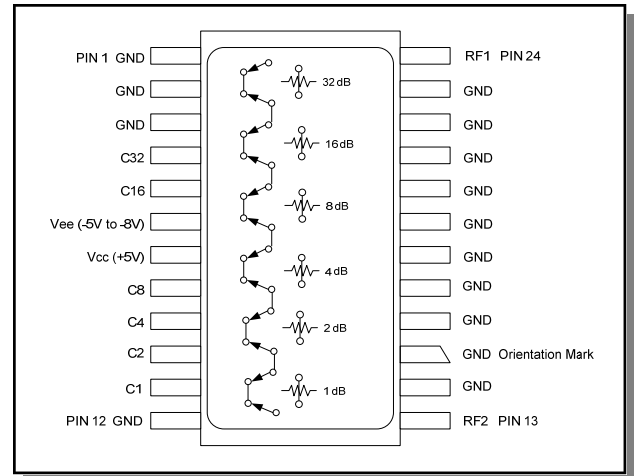 PIN 1 GND
GND
GND
C32
C16
Vee (-5V to -8V)
Vcc (+5V)
C8
C4
C2
C1
PIN 12 GND
32 dB
16 dB
8 dB
4 dB
2 dB
1 dB
RF1 PIN 24
GND
GND
GND
GND
GND
GND
GND
GND
GND Orientation Mark
GND
RF2 PIN 13